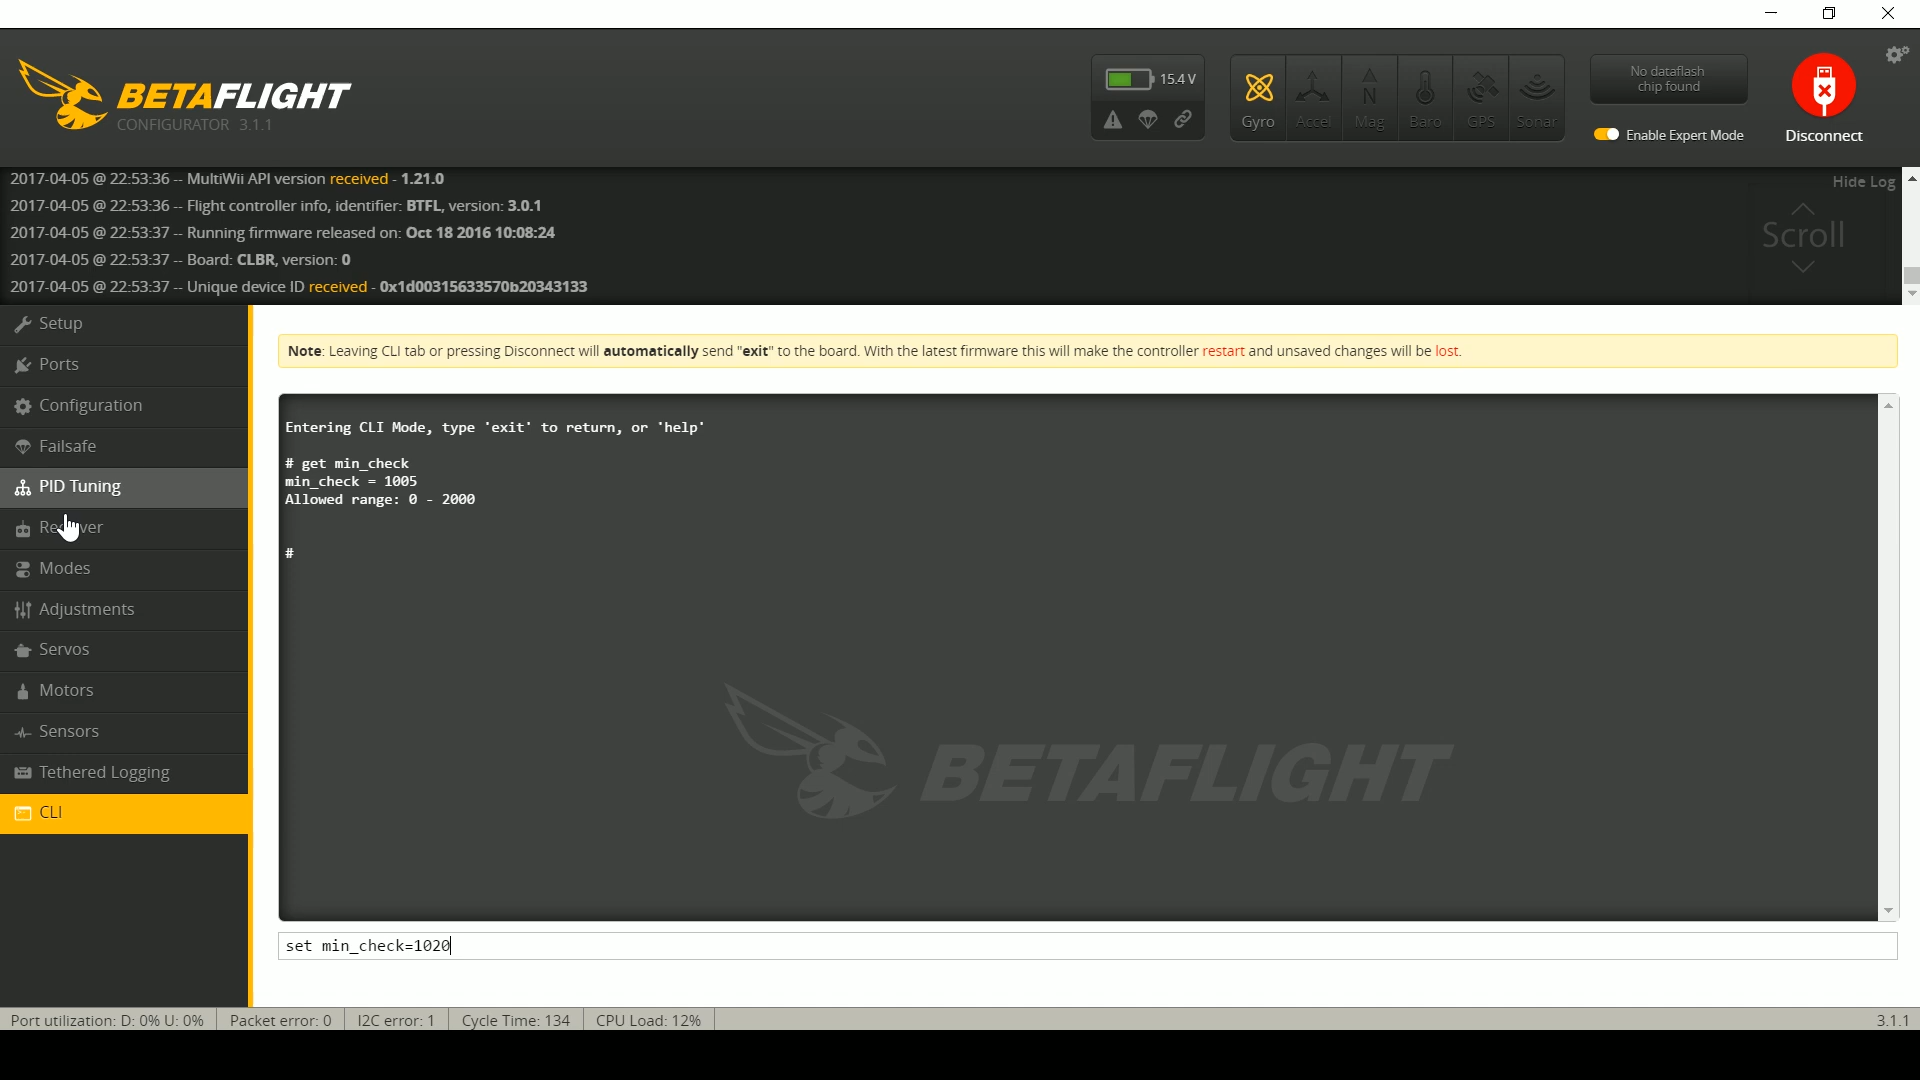 BETAFLIGHT
CONFIGURATOR 3.1.1
15.4 V
Gyro
Accel
Mag
Baro
GPS
Sonar
No dataflash
chip found
Enable Expert Mode
Disconnect
2017-04-05 @ 22:53:36 -- MultiWii API version received - 1.21.0
2017-04-05 @ 22:53:36 -- Flight controller info, identifier: BTFL, version: 3.0.1
2017-04-05 @ 22:53:37 -- Running firmware released on: Oct 18 2016 10:08:24
2017-04-05 @ 22:53:37 -- Board: CLBR, version: 0
2017-04-05 @ 22:53:37 -- Unique device ID received - 0x1d00315633570b20343133
Hide Log
Scroll
Setup
Ports
Configuration
Failsafe
PID Tuning
Modes
Adjustments
Servos
Motors
Sensors
Tethered Logging
CLI
Note: Leaving CLI tab or pressing Disconnect will automatically send "exit" to the board. With the latest firmware this will make the controller restart and unsaved changes will be lost.
Entering CLI Mode, type 'exit' to return, or 'help'
# get min_check
min_check = 1005
Allowed range: 0 - 2000
#
BETAFLIGHT
set min_check=1020
Port utilization: D: 0% U: 0%
Packet error: 0
I2C error: 1
Cycle Time: 134
CPU Load: 12%
3.1.1